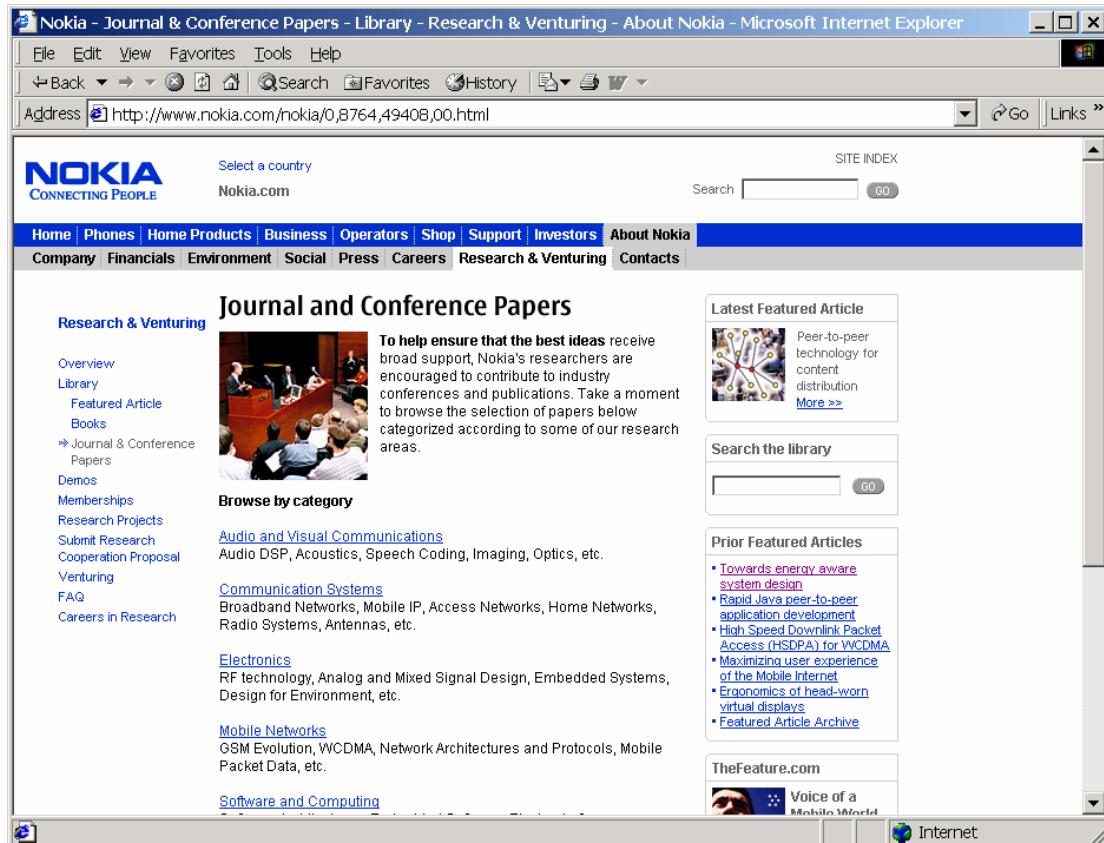 Nokia - Journal & Conference Papers - Library - Research & Venturing - About Nokia - Microsoft Internet Explorer
File Edit View Favorites Tools Help
Back Search Favorites History
Address http://www.nokia.com/nokia/0,8764,49408,00.html Go Links »
NOKIA
CONNECTING PEOPLE
Select a country
Nokia.com
SITE INDEX
Search GO
Home Phones Home Products Business Operators Shop Support Investors About Nokia
Company Financials Environment Social Press Careers Research & Venturing Contacts
Research & Venturing
Overview
Library
Featured Article
Books
Journal & Conference
Papers
Demos
Memberships
Research Projects
Submit Research
Cooperation Proposal
Venturing
FAQ
Careers in Research
Journal and Conference Papers
To help ensure that the best ideas receive
broad support, Nokia's researchers are
encouraged to contribute to industry
conferences and publications. Take a moment
to browse the selection of papers below
categorized according to some of our research
areas.
Browse by category
Audio and Visual Communications
Audio DSP, Acoustics, Speech Coding, Imaging, Optics, etc.
Communication Systems
Broadband Networks, Mobile IP, Access Networks, Home Networks,
Radio Systems, Antennas, etc.
Electronics
RF technology, Analog and Mixed Signal Design, Embedded Systems,
Design for Environment, etc.
Mobile Networks
GSM Evolution, WCDMA, Network Architectures and Protocols, Mobile
Packet Data, etc.
Software and Computing
Latest Featured Article
Peer-to-peer
technology for
content
distribution
More >>
Search the library
GO
Prior Featured Articles
Towards energy aware
system design
Rapid Java peer-to-peer
application development
High Speed Downlink Packet
Access (HSDPA) for WCDMA
Maximizing user experience
of the Mobile Internet
Ergonomics of head-worn
virtual displays
Featured Article Archive
TheFeature.com
Voice of a
Mobile World
Internet